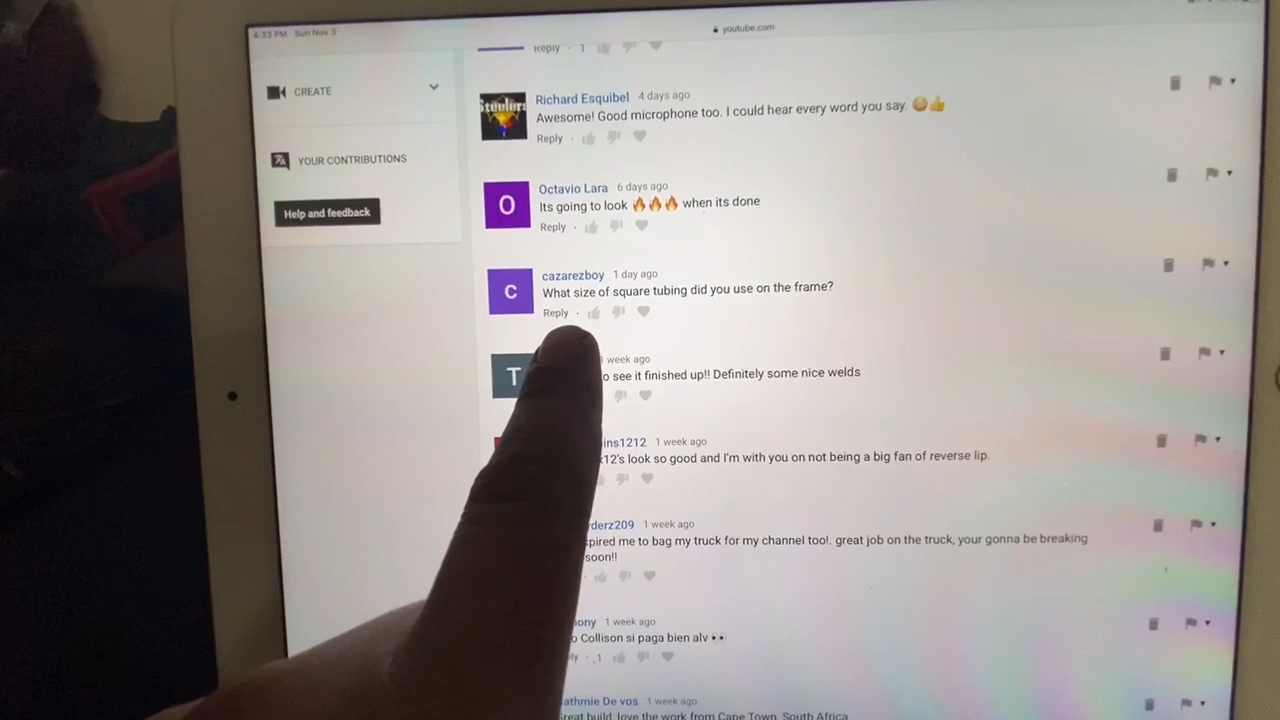 4:33 PM Sun Nov 3
youtube.com
Reply · 1
CREATE
YOUR CONTRIBUTIONS
Help and feedback
Steelers
Richard Esquibel 4 days ago
Awesome! Good microphone too. I could hear every word you say. 😊👍
Reply ·
O
Octavio Lara 6 days ago
Its going to look 🔥🔥🔥 when its done
Reply ·
C
cazarezboy 1 day ago
What size of square tubing did you use on the frame?
Reply ·
T
week ago
o see it finished up!! Definitely some nice welds
ins1212 1 week ago
12's look so good and I'm with you on not being a big fan of reverse lip.
derz209 1 week ago
pired me to bag my truck for my channel too!. great job on the truck, your gonna be breaking
soon!!
ony 1 week ago
o Collison si paga bien alv 👀
ly · 1
athmie De vos 1 week ago
Great build, love the work from Cape Town, South Africa